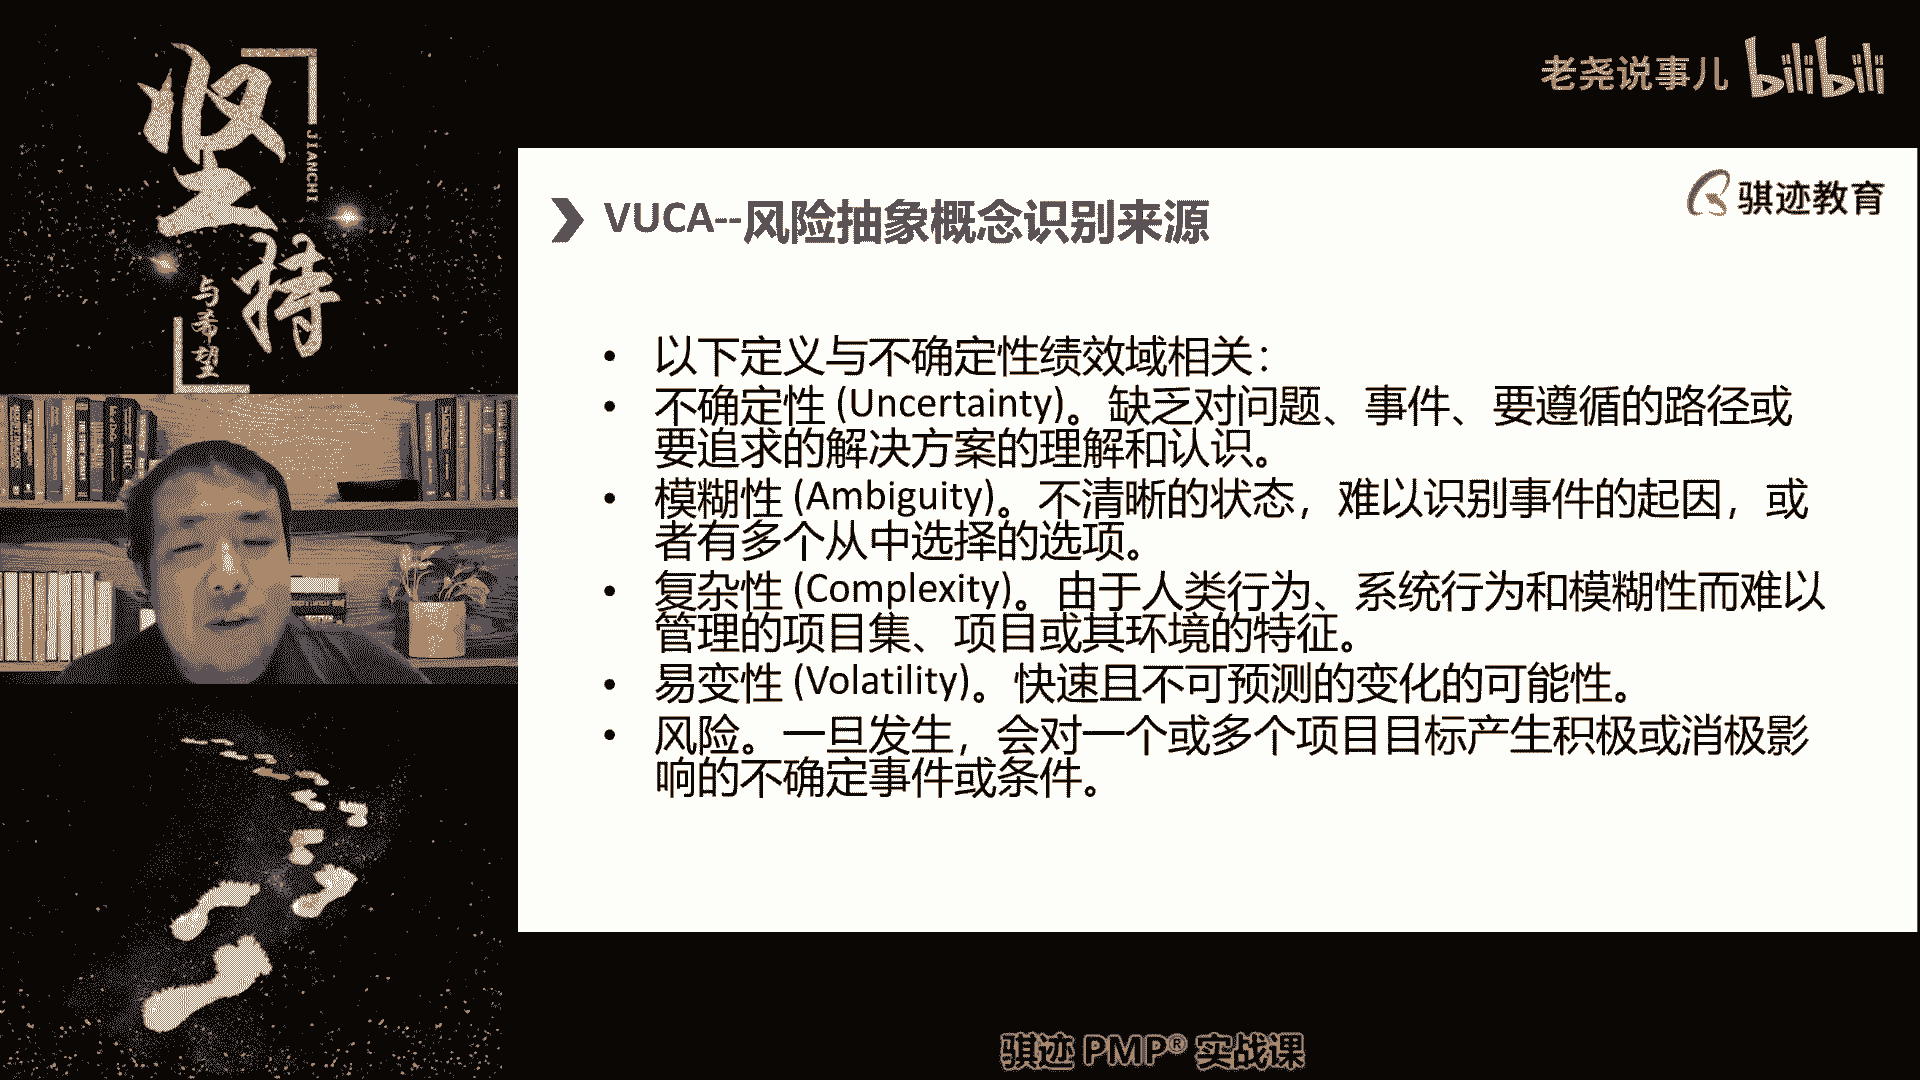 坚持
JIANCHI
与希望
老尧说事儿 bilibili
骐迹教育
VUCA--风险抽象概念识别来源
• 以下定义与不确定性绩效域相关：
• 不确定性 (Uncertainty)。缺乏对问题、事件、要遵循的路径或
要追求的解决方案的理解和认识。
• 模糊性 (Ambiguity)。不清晰的状态，难以识别事件的起因，或
者有多个从中选择的选项。
• 复杂性 (Complexity)。由于人类行为、系统行为和模糊性而难以
管理的项目集、项目或其环境的特征。
• 易变性 (Volatility)。快速且不可预测的变化的可能性。
• 风险。一旦发生，会对一个或多个项目目标产生积极或消极影
响的不确定事件或条件。
骐迹 PMP® 实战课